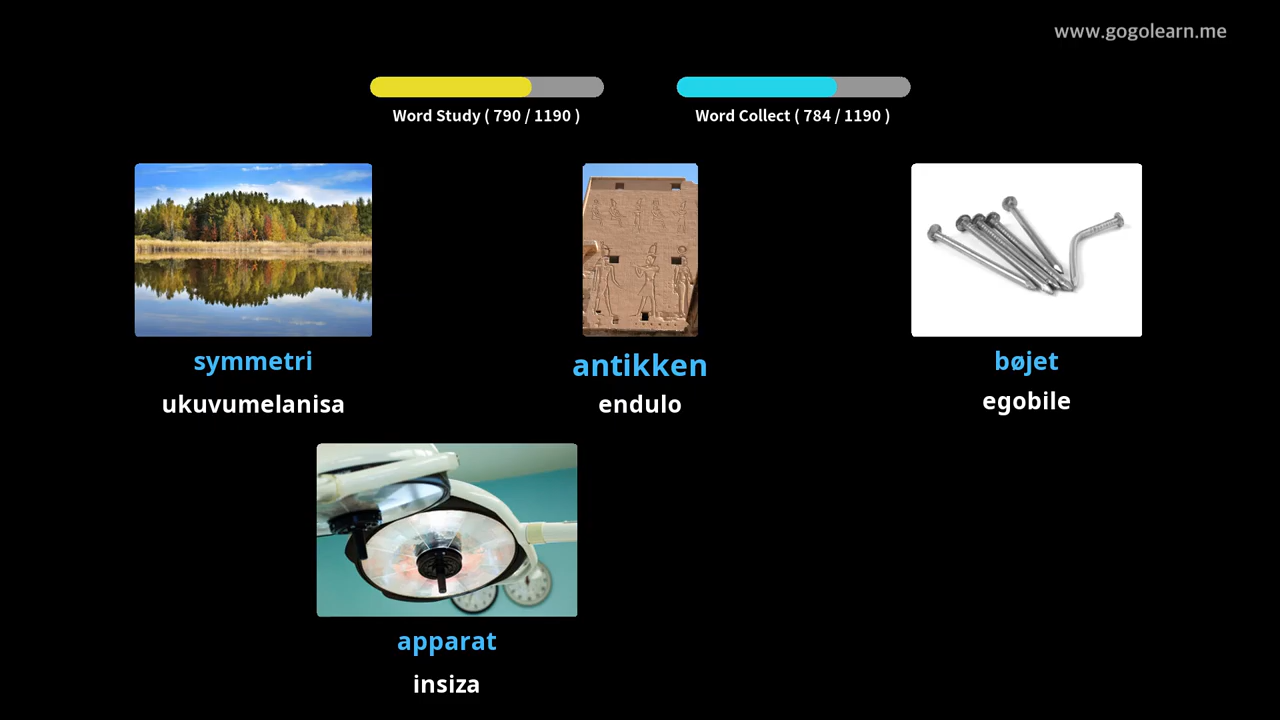 www.gogolearn.me
Word Study ( 790 / 1190 )
Word Collect ( 784 / 1190 )
symmetri
ukuvumelanisa
antikken
endulo
bøjet
egobile
apparat
insiza